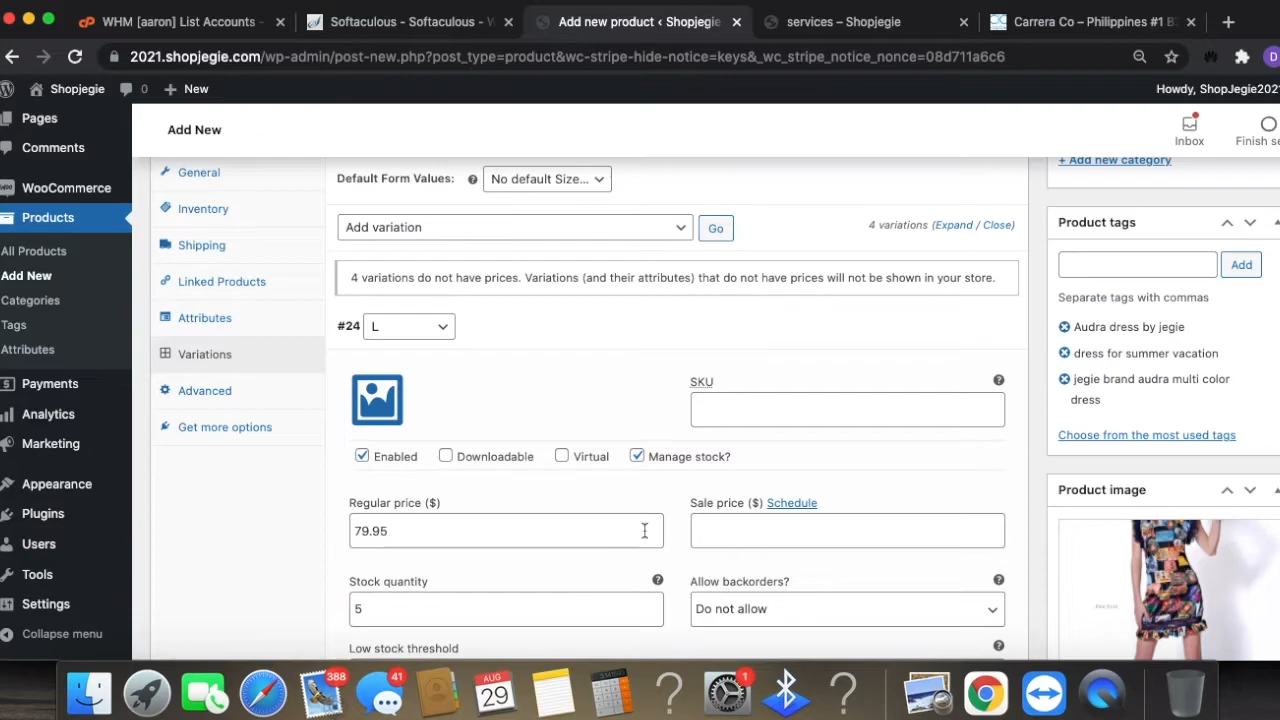 WHM [aaron] List Accounts -
Softaculous - Softaculous - W
Add new product ‹ Shopjegie
services – Shopjegie
Carrera Co – Philippines #1 B2
2021.shopjegie.com/wp-admin/post-new.php?post_type=product&wc-stripe-hide-notice=keys&_wc_stripe_notice_nonce=08d711a6c6
Shopjegie
0
New
Howdy, ShopJegie2021
Pages
Comments
WooCommerce
Products
All Products
Add New
Categories
Tags
Attributes
Payments
Analytics
Marketing
Appearance
Plugins
Users
Tools
Settings
Collapse menu
Add New
Inbox
Finish se
General
Inventory
Shipping
Linked Products
Attributes
Variations
Advanced
Get more options
Default Form Values:
No default Size...
Add variation
Go
4 variations (Expand / Close)
4 variations do not have prices. Variations (and their attributes) that do not have prices will not be shown in your store.
#24 L
SKU
Enabled
Downloadable
Virtual
Manage stock?
Regular price ($)
79.95
Sale price ($) Schedule
Stock quantity
5
Allow backorders?
Do not allow
Low stock threshold
+ Add new category
Product tags
Add
Separate tags with commas
Audra dress by jegie
dress for summer vacation
jegie brand audra multi color
dress
Choose from the most used tags
Product image
388
41
AUG
29
1